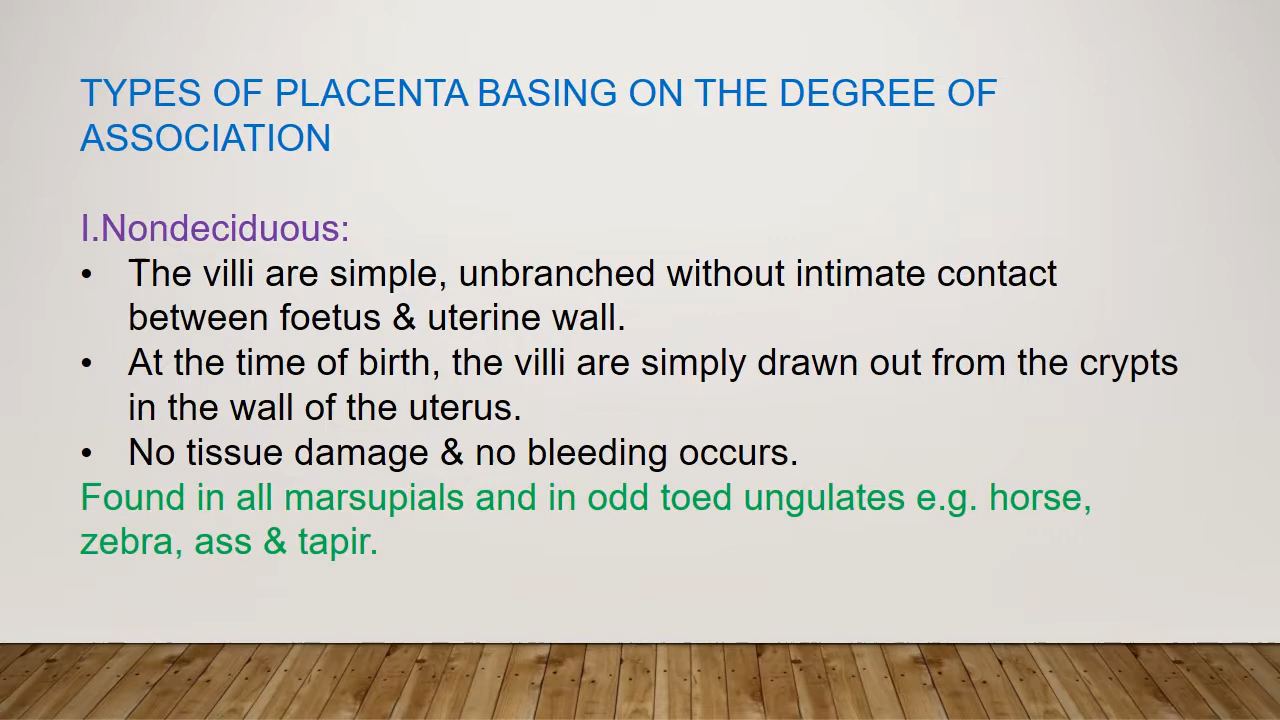 TYPES OF PLACENTA BASING ON THE DEGREE OF
ASSOCIATION
I.Nondeciduous:
• The villi are simple, unbranched without intimate contact
between foetus & uterine wall.
• At the time of birth, the villi are simply drawn out from the crypts
in the wall of the uterus.
• No tissue damage & no bleeding occurs.
Found in all marsupials and in odd toed ungulates e.g. horse,
zebra, ass & tapir.